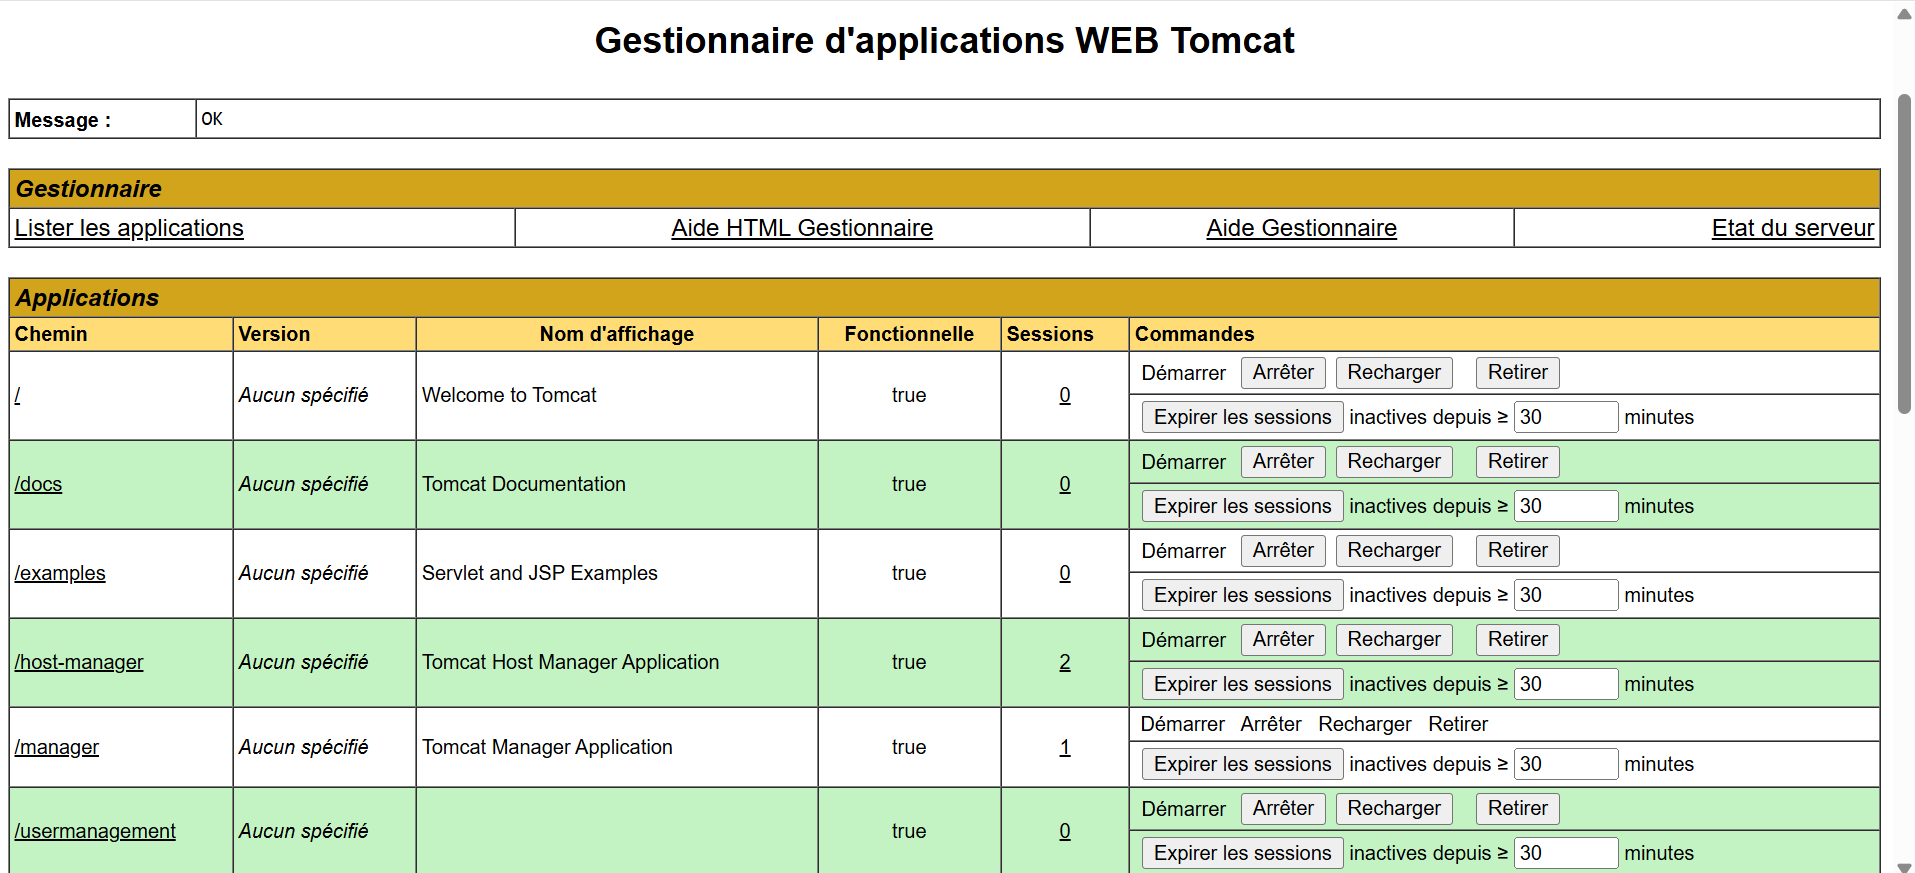 Gestionnaire d'applications WEB Tomcat
Message : OK
Gestionnaire
Lister les applications Aide HTML Gestionnaire Aide Gestionnaire Etat du serveur
Applications
Chemin Version Nom d'affichage Fonctionnelle Sessions Commandes
/ Aucun spécifié Welcome to Tomcat true 0 Démarrer Arrêter Recharger Retirer
Expirer les sessions inactives depuis ≥ 30 minutes
/docs Aucun spécifié Tomcat Documentation true 0 Démarrer Arrêter Recharger Retirer
Expirer les sessions inactives depuis ≥ 30 minutes
/examples Aucun spécifié Servlet and JSP Examples true 0 Démarrer Arrêter Recharger Retirer
Expirer les sessions inactives depuis ≥ 30 minutes
/host-manager Aucun spécifié Tomcat Host Manager Application true 2 Démarrer Arrêter Recharger Retirer
Expirer les sessions inactives depuis ≥ 30 minutes
/manager Aucun spécifié Tomcat Manager Application true 1 Démarrer Arrêter Recharger Retirer
Expirer les sessions inactives depuis ≥ 30 minutes
/usermanagement Aucun spécifié true 0 Démarrer Arrêter Recharger Retirer
Expirer les sessions inactives depuis ≥ 30 minutes